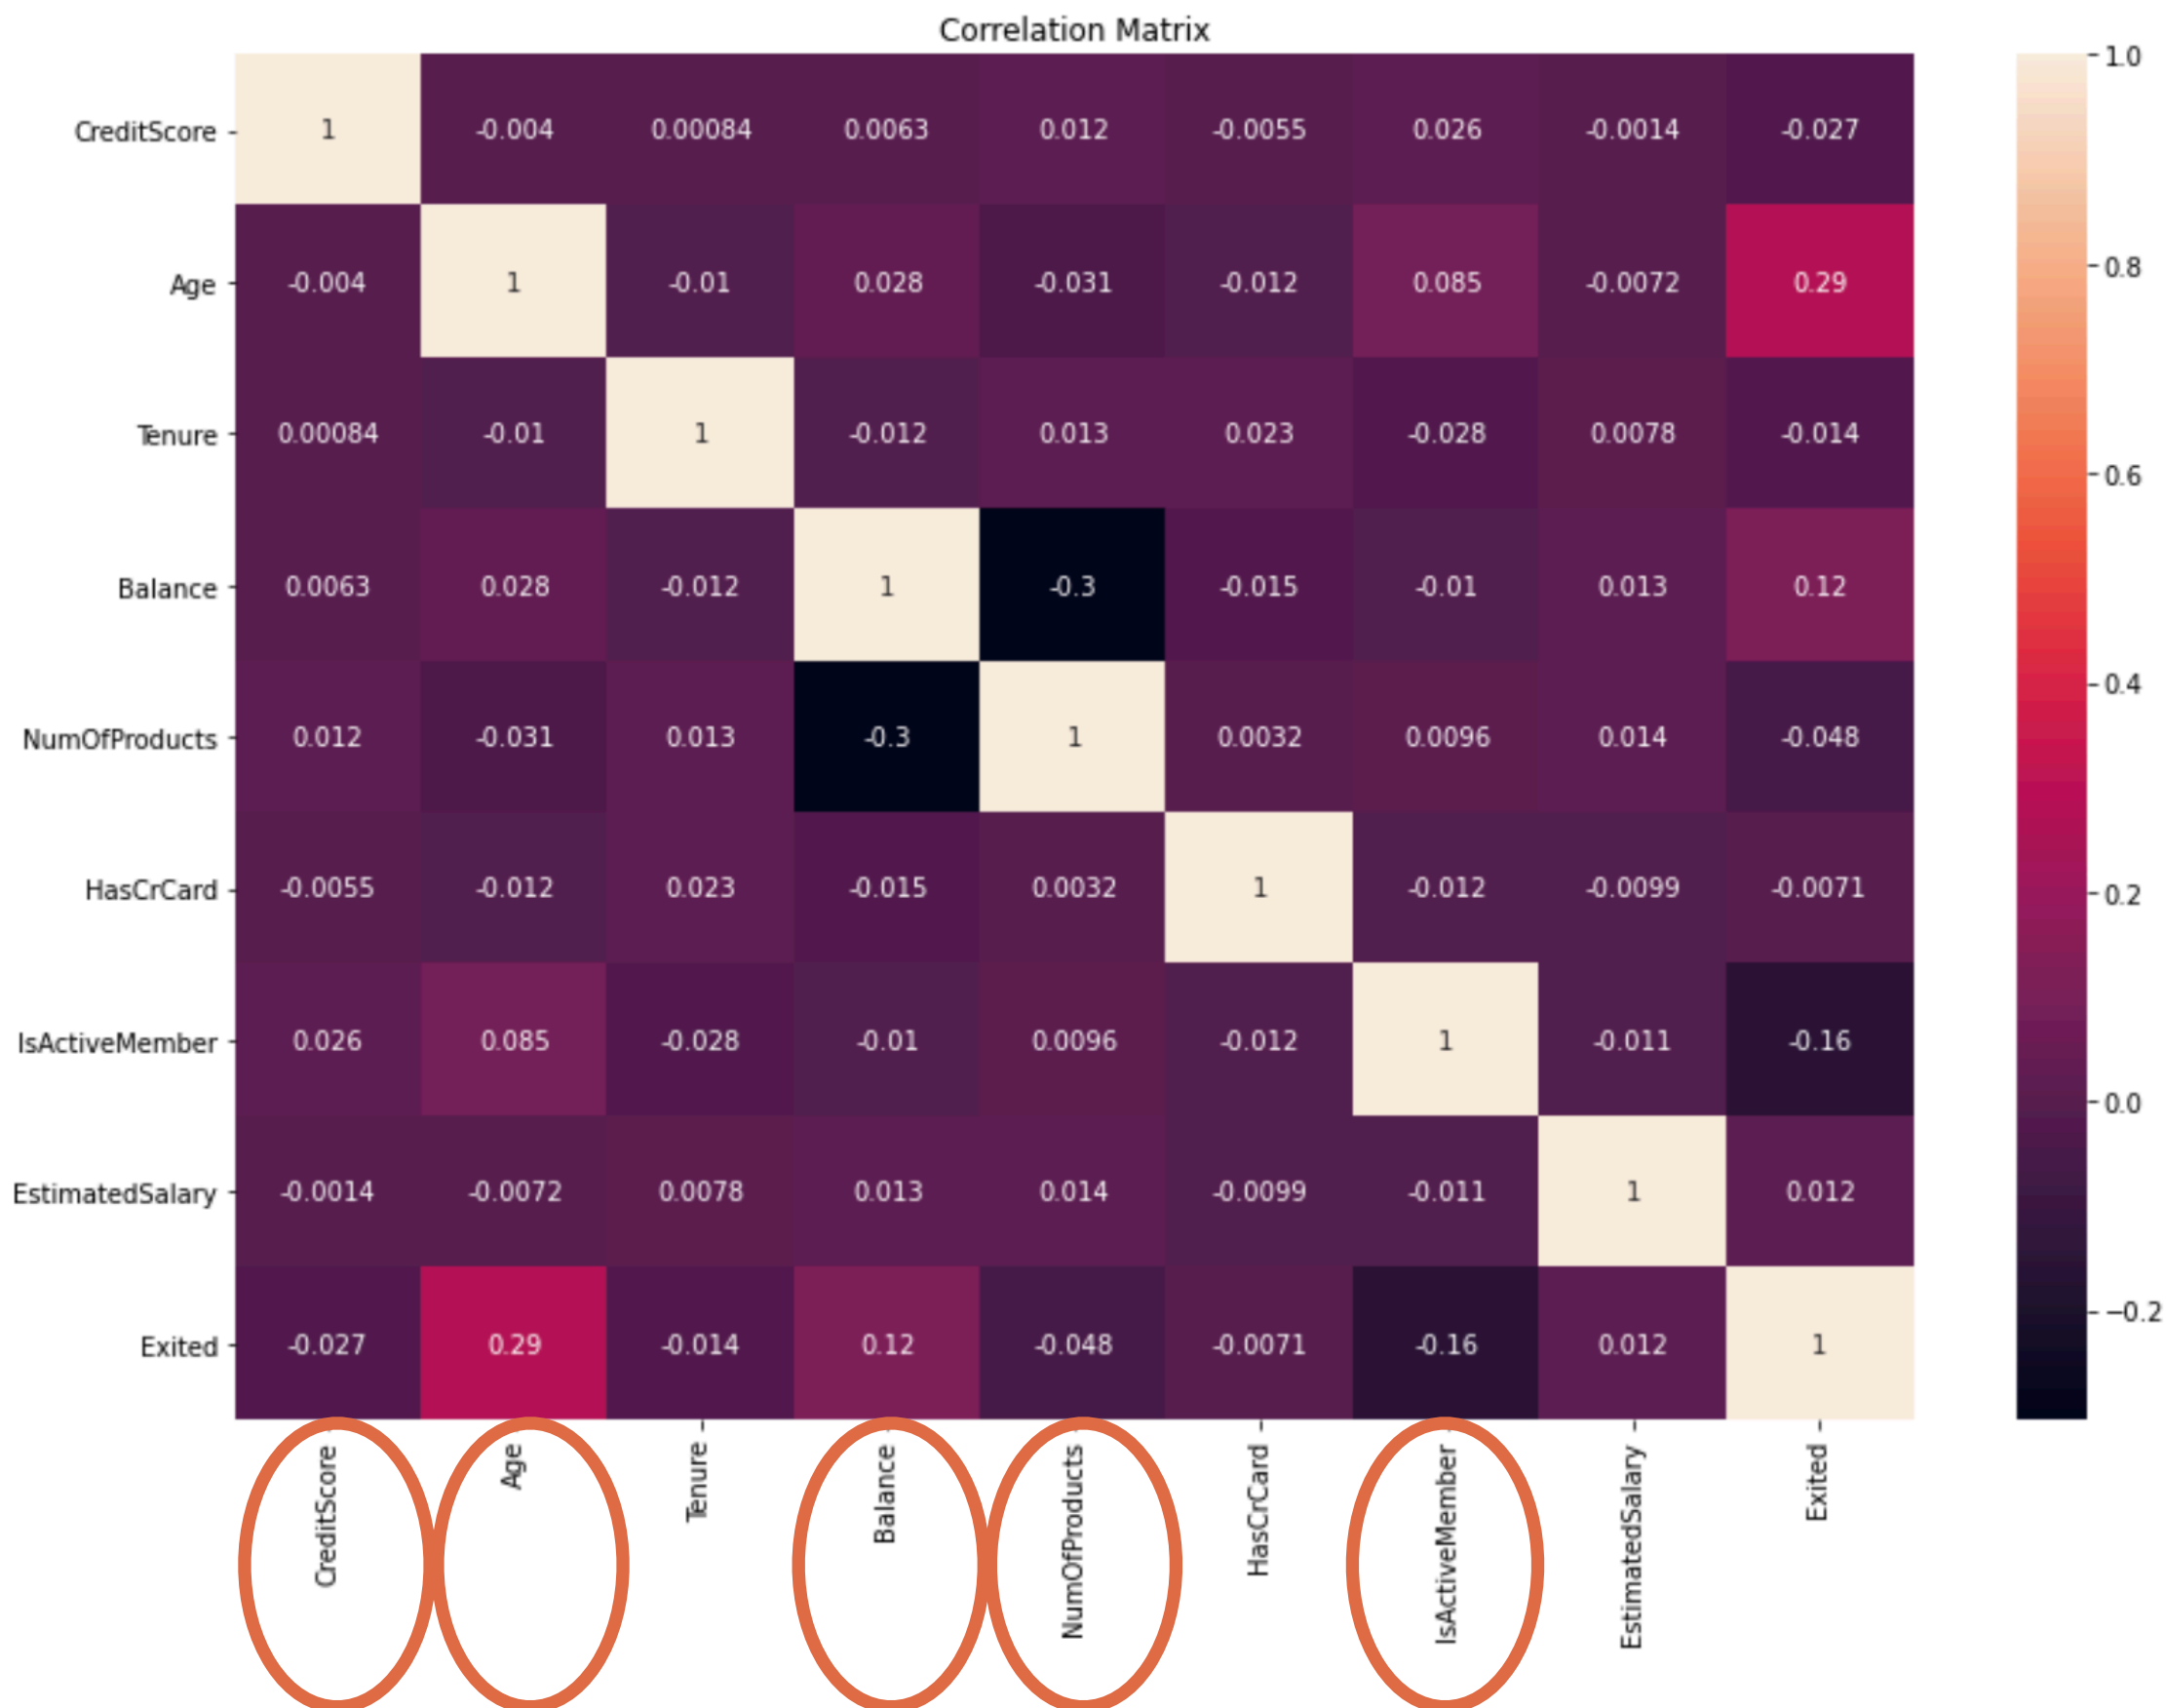 Correlation Matrix
CreditScore 1 -0.004 0.00084 0.0063 0.012 -0.0055 0.026 -0.0014 -0.027
Age -0.004 1 -0.01 0.028 -0.031 -0.012 0.085 -0.0072 0.29
Tenure 0.00084 -0.01 1 -0.012 0.013 0.023 -0.028 0.0078 -0.014
Balance 0.0063 0.028 -0.012 1 -0.3 -0.015 -0.01 0.013 0.12
NumOfProducts 0.012 -0.031 0.013 -0.3 1 0.0032 0.0096 0.014 -0.048
HasCrCard -0.0055 -0.012 0.023 -0.015 0.0032 1 -0.012 -0.0099 -0.0071
IsActiveMember 0.026 0.085 -0.028 -0.01 0.0096 -0.012 1 -0.011 -0.16
EstimatedSalary -0.0014 -0.0072 0.0078 0.013 0.014 -0.0099 -0.011 1 0.012
Exited -0.027 0.29 -0.014 0.12 -0.048 -0.0071 -0.16 0.012 1
CreditScore
Age
Tenure
Balance
NumOfProducts
HasCrCard
IsActiveMember
EstimatedSalary
Exited
1.0
0.8
0.6
0.4
0.2
0.0
−0.2